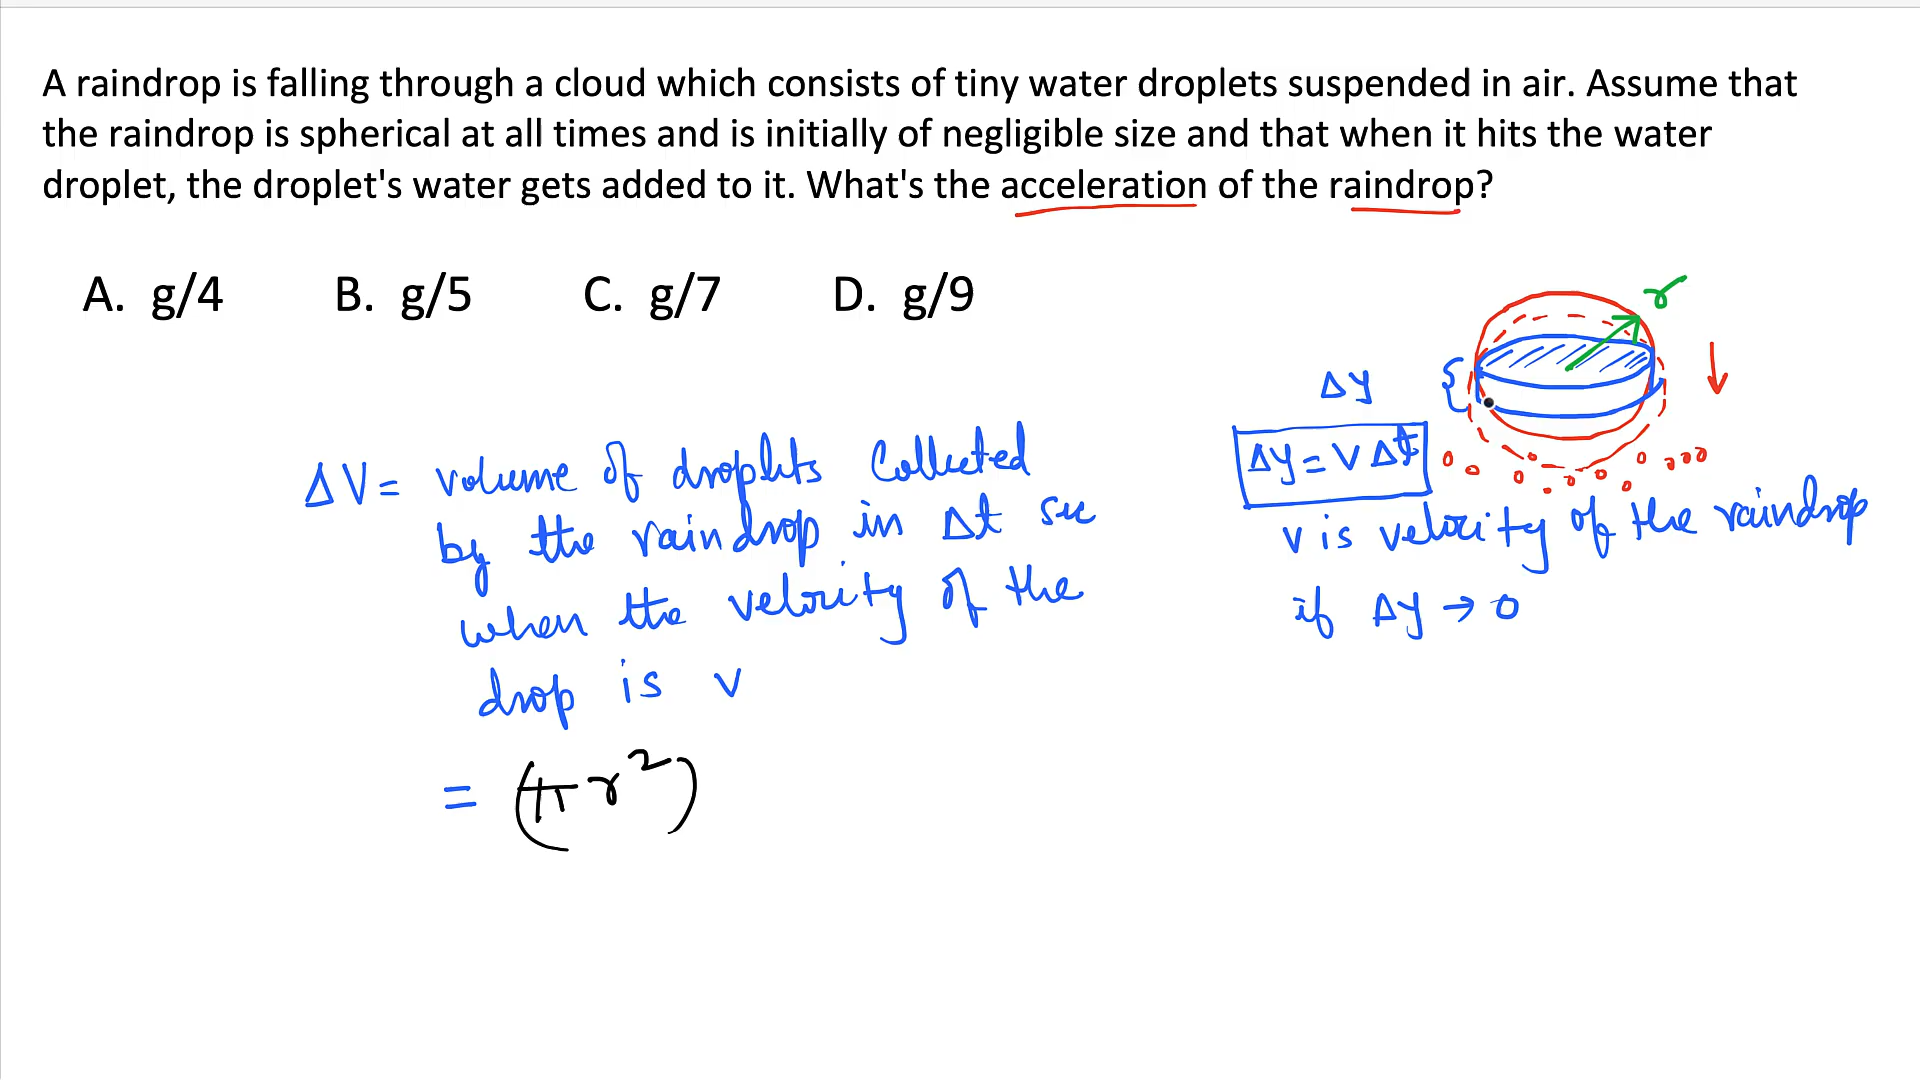 A raindrop is falling through a cloud which consists of tiny water droplets suspended in air. Assume that
the raindrop is spherical at all times and is initially of negligible size and that when it hits the water
droplet, the droplet's water gets added to it. What's the acceleration of the raindrop?
A. g/4 B. g/5 C. g/7 D. g/9
r
Δy
Δy = v Δt
v is velocity of the raindrop
if Δy → 0
ΔV = volume of droplets collected
by the raindrop in Δt sec
when the velocity of the
drop is v
= (πr²)